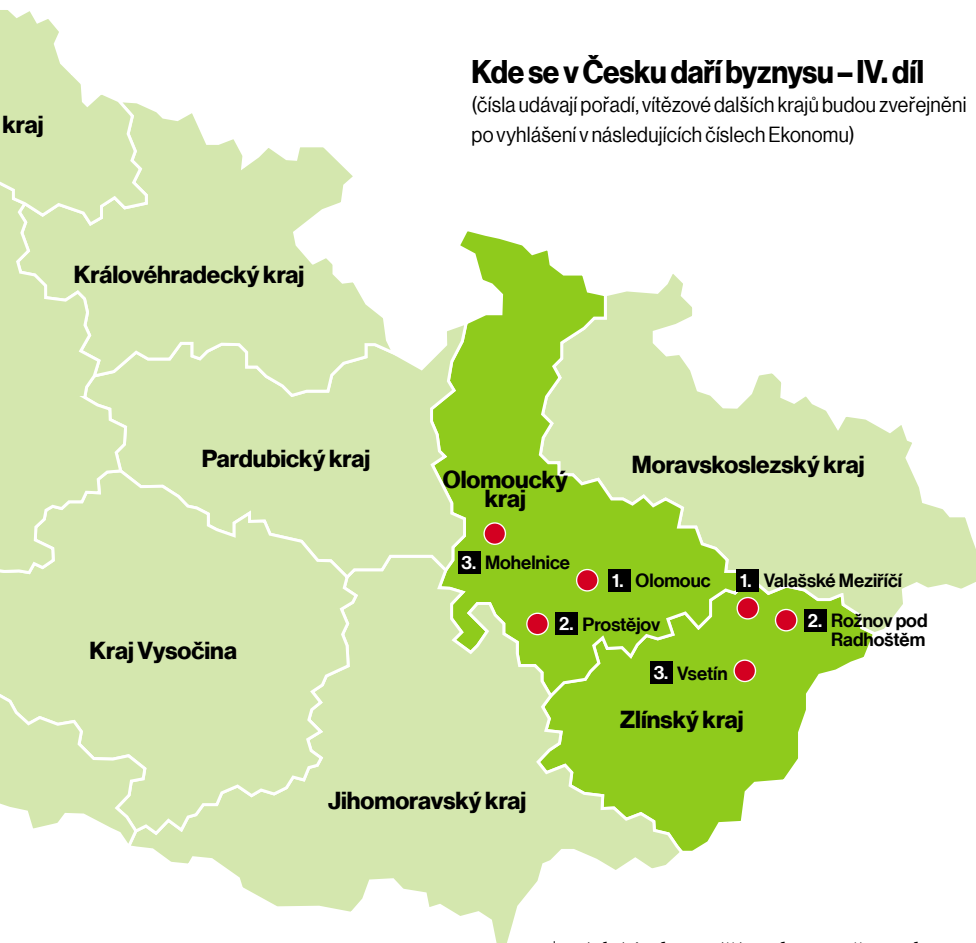 Kde se v Česku daří byznysu – IV. díl
(čísla udávají pořadí, vítězové dalších krajů budou zveřejněni
po vyhlášení v následujících číslech Ekonomu)
kraj
Královéhradecký kraj
Pardubický kraj
Moravskoslezský kraj
Olomoucký
kraj
3. Mohelnice
1. Olomouc
1. Valašské Meziříčí
2. Prostějov
2. Rožnov pod
Radhoštěm
Kraj Vysočina
3. Vsetín
Zlínský kraj
Jihomoravský kraj